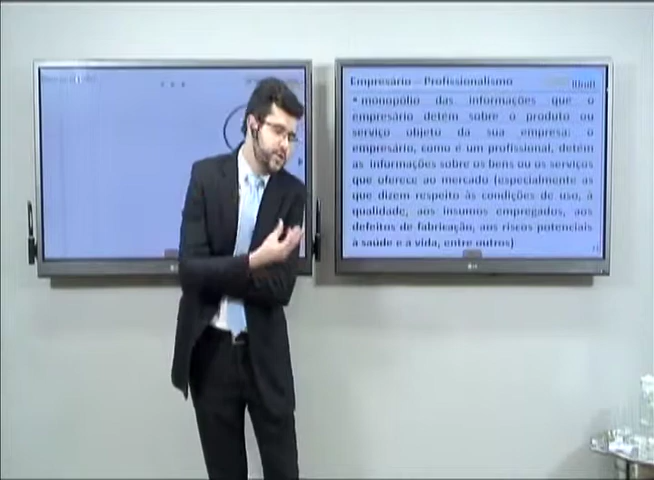 Empresário – Profissionalismo
• monopólio das informações que o
empresário detém sobre o produto ou
serviço objeto da sua empresa: o
empresário, como é um profissional, detém
as informações sobre os bens ou os serviços
que oferece ao mercado (especialmente as
que dizem respeito às condições de uso, à
qualidade, aos insumos empregados, aos
defeitos de fabricação, aos riscos potenciais
à saúde e à vida, entre outros)
LG